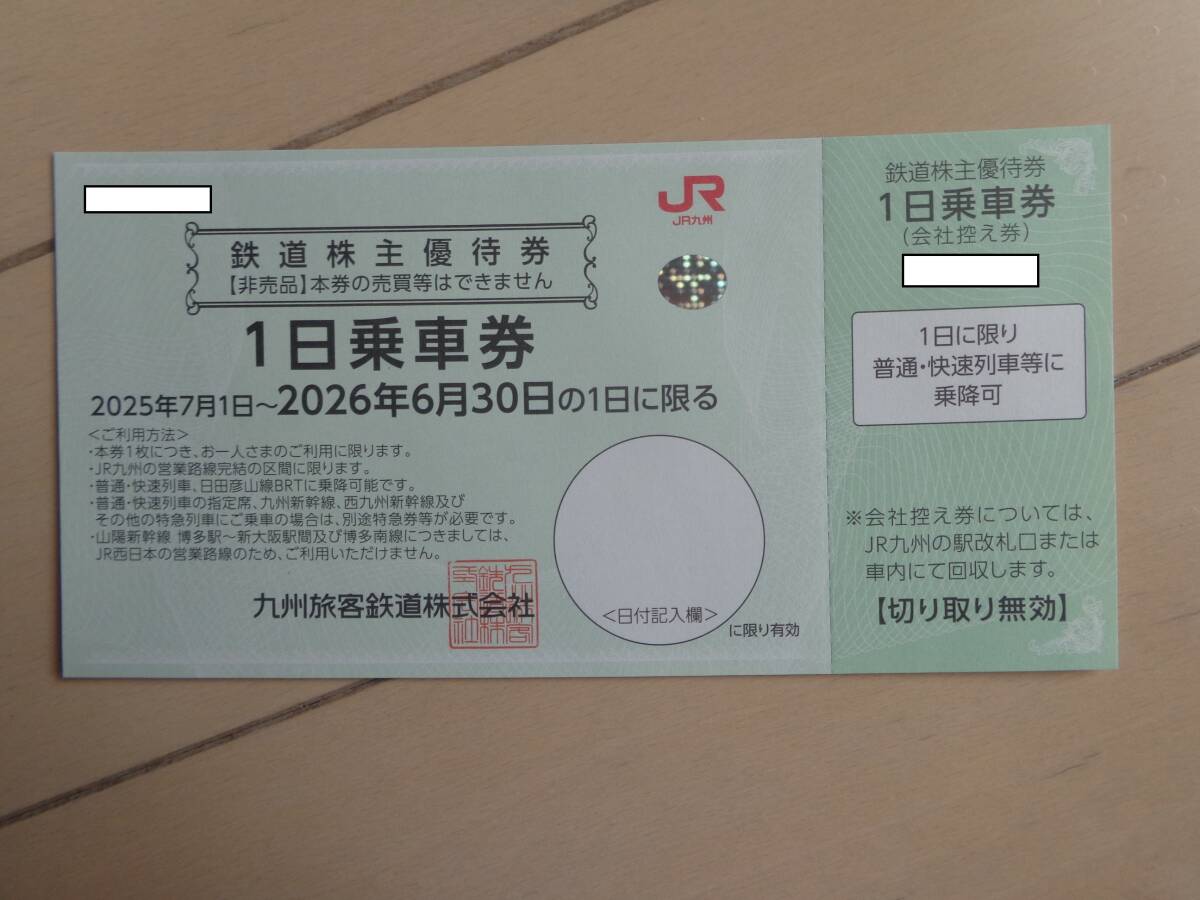 JR
JR九州
鉄道株主優待券
【非売品】本券の売買等はできません
1日乗車券
2025年7月1日～2026年6月30日の1日に限る
<ご利用方法>
・本券1枚につき、お一人さまのご利用に限ります。
・JR九州の営業路線完結の区間に限ります。
・普通・快速列車、日田彦山線BRTに乗降可能です。
・普通・快速列車の指定席、九州新幹線、西九州新幹線及び
その他の特急列車にご乗車の場合は、別途特急券等が必要です。
・山陽新幹線 博多駅～新大阪駅間及び博多南線につきましては、
JR西日本の営業路線のため、ご利用いただけません。
九州旅客鉄道株式会社
<日付記入欄>
に限り有効
鉄道株主優待券
1日乗車券
(会社控え券)
1日に限り
普通・快速列車等に
乗降可
※会社控え券については、
JR九州の駅改札口または
車内にて回収します。
【切り取り無効】